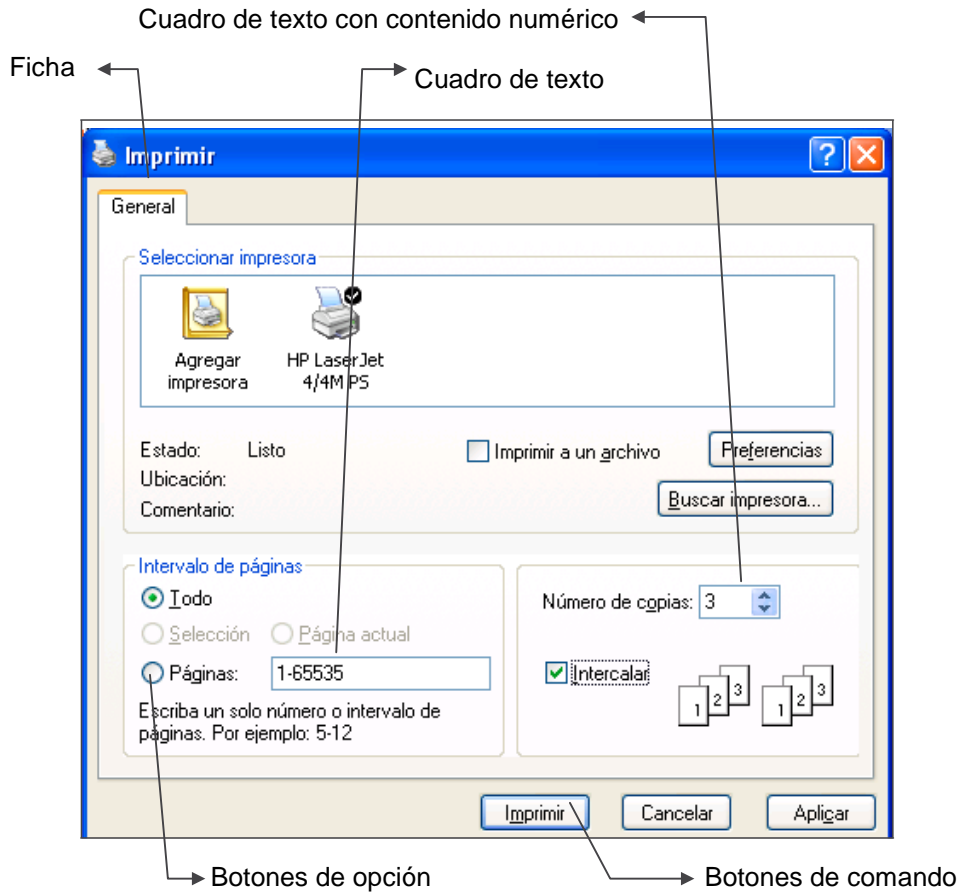 Cuadro de texto con contenido numérico
Ficha
Cuadro de texto
Imprimir
General
Seleccionar impresora
Agregar impresora
HP LaserJet 4/4M PS
Estado: Listo
Imprimir a un archivo
Preferencias
Ubicación:
Buscar impresora...
Comentario:
Intervalo de páginas
Todo
Número de copias: 3
Selección
Página actual
Páginas: 1-65535
Intercalar
Escriba un solo número o intervalo de
páginas. Por ejemplo: 5-12
1 2 3 1 2 3
Imprimir Cancelar Aplicar
Botones de opción
Botones de comando